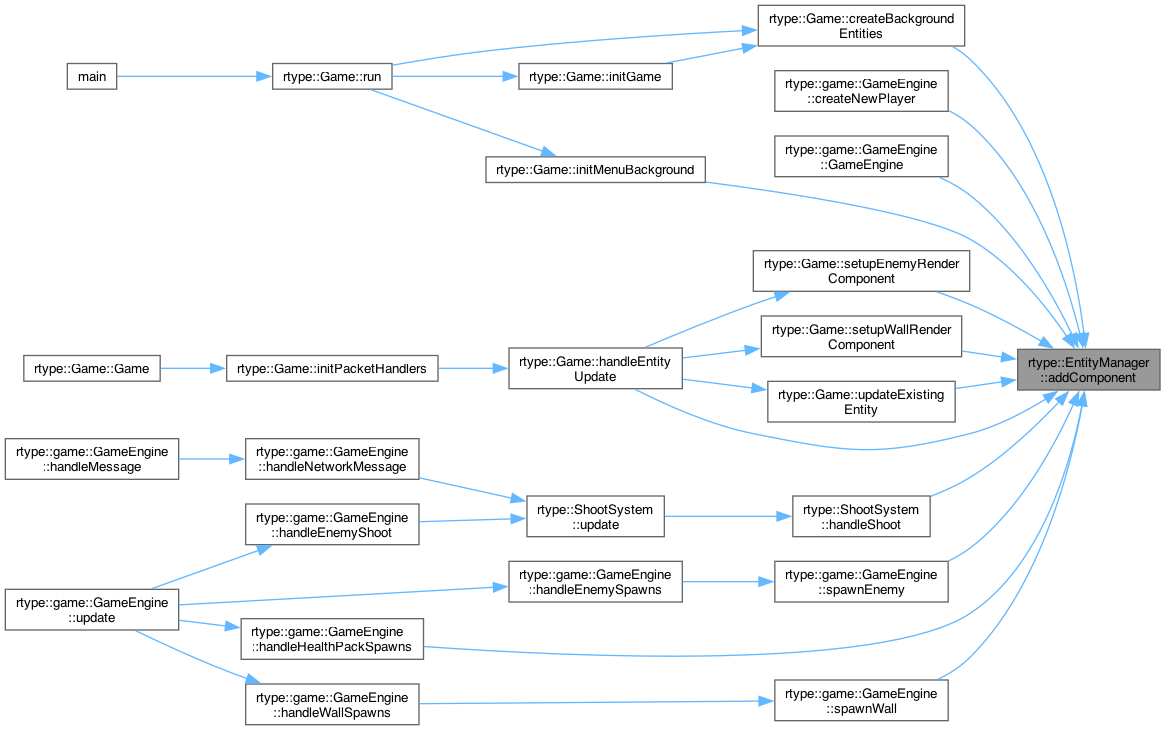 rtype::Game::createBackground
Entities
main
rtype::Game::run
rtype::Game::initGame
rtype::game::GameEngine
::createNewPlayer
rtype::game::GameEngine
::GameEngine
rtype::Game::initMenuBackground
rtype::Game::setupEnemyRender
Component
rtype::Game::setupWallRender
Component
rtype::EntityManager
::addComponent
rtype::Game::Game
rtype::Game::initPacketHandlers
rtype::Game::handleEntity
Update
rtype::Game::updateExisting
Entity
rtype::game::GameEngine
::handleMessage
rtype::game::GameEngine
::handleNetworkMessage
rtype::game::GameEngine
::handleEnemyShoot
rtype::ShootSystem
::update
rtype::ShootSystem
::handleShoot
rtype::game::GameEngine
::handleEnemySpawns
rtype::game::GameEngine
::spawnEnemy
rtype::game::GameEngine
::update
rtype::game::GameEngine
::handleHealthPackSpawns
rtype::game::GameEngine
::handleWallSpawns
rtype::game::GameEngine
::spawnWall